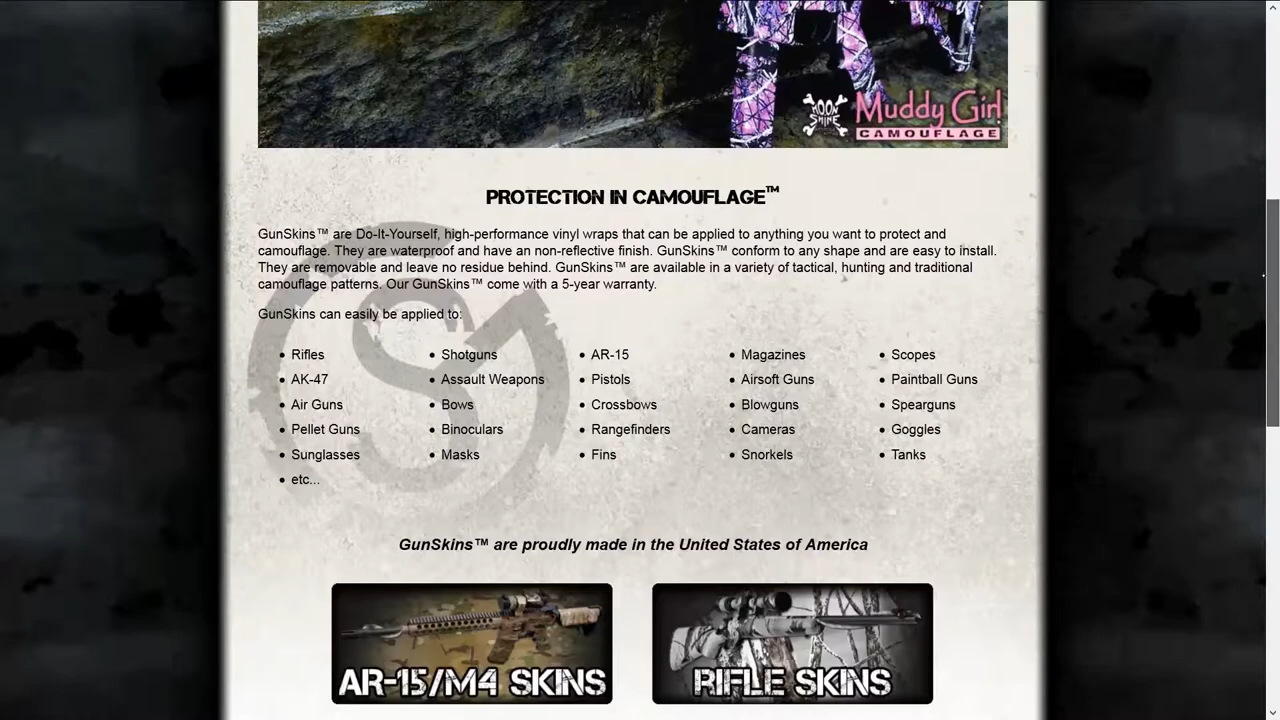 MOON
SHINE
Muddy Girl
CAMOUFLAGE
PROTECTION IN CAMOUFLAGE™
GunSkins™ are Do-It-Yourself, high-performance vinyl wraps that can be applied to anything you want to protect and
camouflage. They are waterproof and have an non-reflective finish. GunSkins™ conform to any shape and are easy to install.
They are removable and leave no residue behind. GunSkins™ are available in a variety of tactical, hunting and traditional
camouflage patterns. Our GunSkins™ come with a 5-year warranty.
GunSkins can easily be applied to:
• Rifles • Shotguns • AR-15 • Magazines • Scopes
• AK-47 • Assault Weapons • Pistols • Airsoft Guns • Paintball Guns
• Air Guns • Bows • Crossbows • Blowguns • Spearguns
• Pellet Guns • Binoculars • Rangefinders • Cameras • Goggles
• Sunglasses • Masks • Fins • Snorkels • Tanks
• etc...
GunSkins™ are proudly made in the United States of America
AR-15/M4 SKINS
RIFLE SKINS